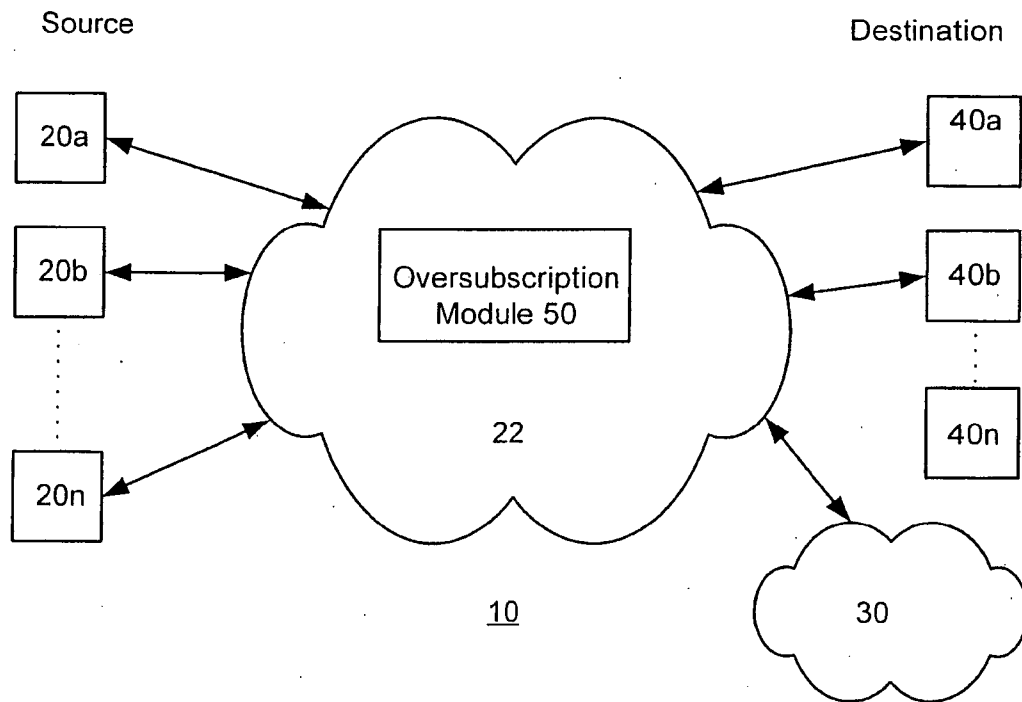 Source
Destination
20a
40a
20b
Oversubscription
Module 50
40b
22
40n
20n
10
30